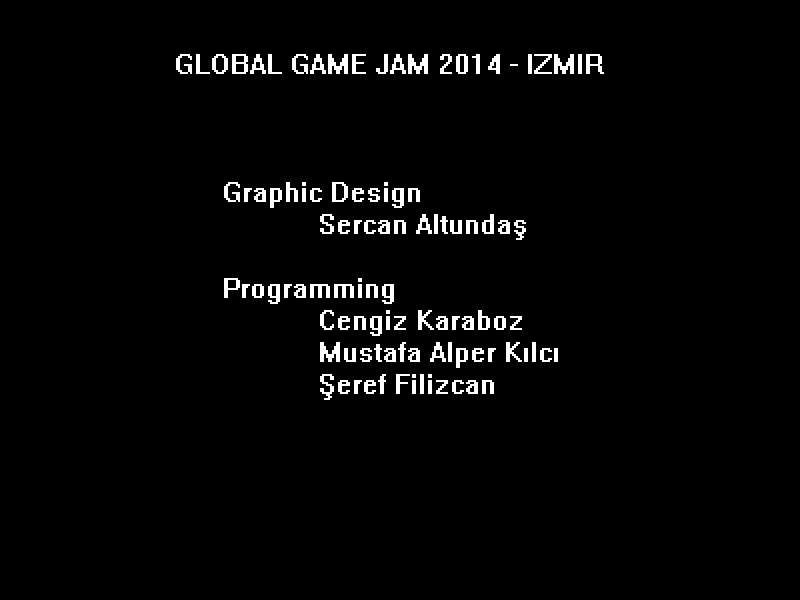 GLOBAL GAME JAM 2014 - IZMIR
Graphic Design
Sercan Altundaş
Programming
Cengiz Karaboz
Mustafa Alper Kılcı
Şeref Filizcan